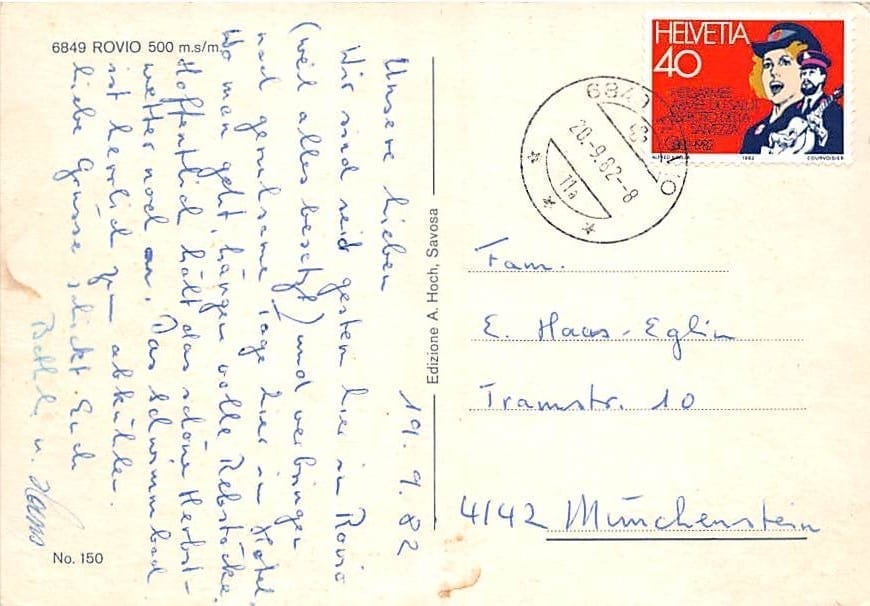 6849 ROVIO 500 m.s/m.
Unsere lieben
19.9.82
Wir sind seid gestern hier in Rovio
(weil alles besetzt!) und verbringen
noch geruhsame Tage hier im Hotel.
Wo man geht, hängen volle Rebstöcke.
Hoffentlich hält das schöne Herbst-
wetter noch an. Das Schwimmbad
ist herrlich zum abkühlen.
Liebe Grüsse schickt Euch
u. Hans
No. 150
Edizione A. Hoch, Savosa
HELVETIA
40
1982
COURVOISIER
20.-9.82-8
11a
Fam.
E. Haas-Eglin
Tramstr. 10
4142 Münchenstein